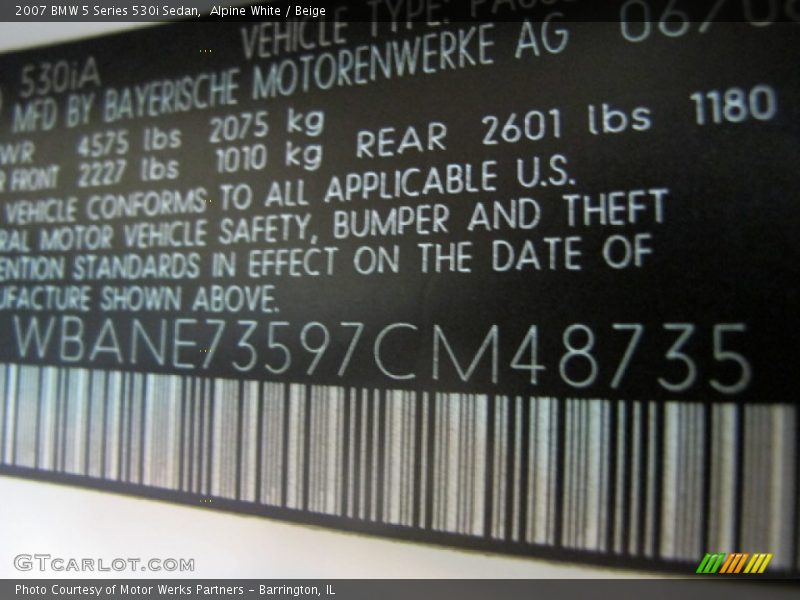 2007 BMW 5 Series 530i Sedan, Alpine White / Beige
VEHICLE TYPE:
530iA
MFD BY BAYERISCHE MOTORENWERKE AG
WR 4575 lbs 2075 kg
R FRONT 2227 lbs 1010 kg REAR 2601 lbs 1180
VEHICLE CONFORMS TO ALL APPLICABLE U.S.
RAL MOTOR VEHICLE SAFETY, BUMPER AND THEFT
ENTION STANDARDS IN EFFECT ON THE DATE OF
UFACTURE SHOWN ABOVE.
WBANE73597CM48735
GTcarlot.com
Photo Courtesy of Motor Werks Partners - Barrington, IL